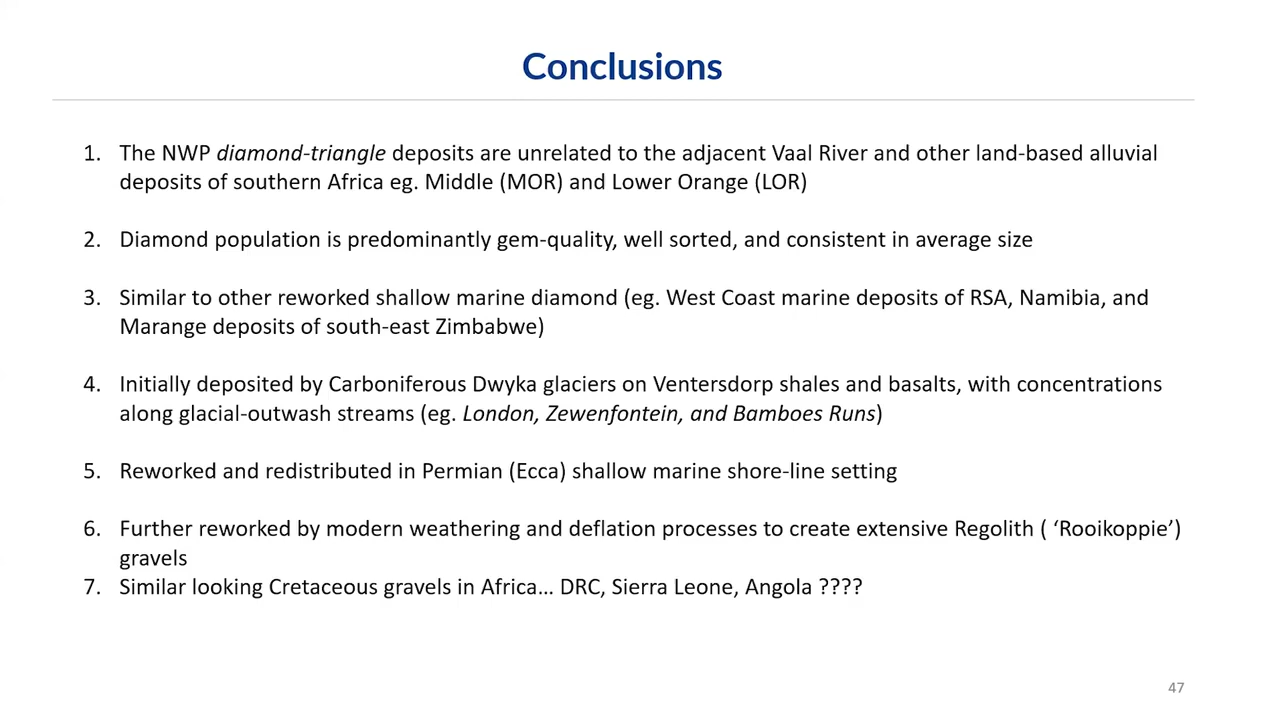 Conclusions
1. The NWP diamond-triangle deposits are unrelated to the adjacent Vaal River and other land-based alluvial
deposits of southern Africa eg. Middle (MOR) and Lower Orange (LOR)
2. Diamond population is predominantly gem-quality, well sorted, and consistent in average size
3. Similar to other reworked shallow marine diamond (eg. West Coast marine deposits of RSA, Namibia, and
Marange deposits of south-east Zimbabwe)
4. Initially deposited by Carboniferous Dwyka glaciers on Ventersdorp shales and basalts, with concentrations
along glacial-outwash streams (eg. London, Zewenfontein, and Bamboes Runs)
5. Reworked and redistributed in Permian (Ecca) shallow marine shore-line setting
6. Further reworked by modern weathering and deflation processes to create extensive Regolith ( ‘Rooikoppie’)
gravels
7. Similar looking Cretaceous gravels in Africa… DRC, Sierra Leone, Angola ????
47